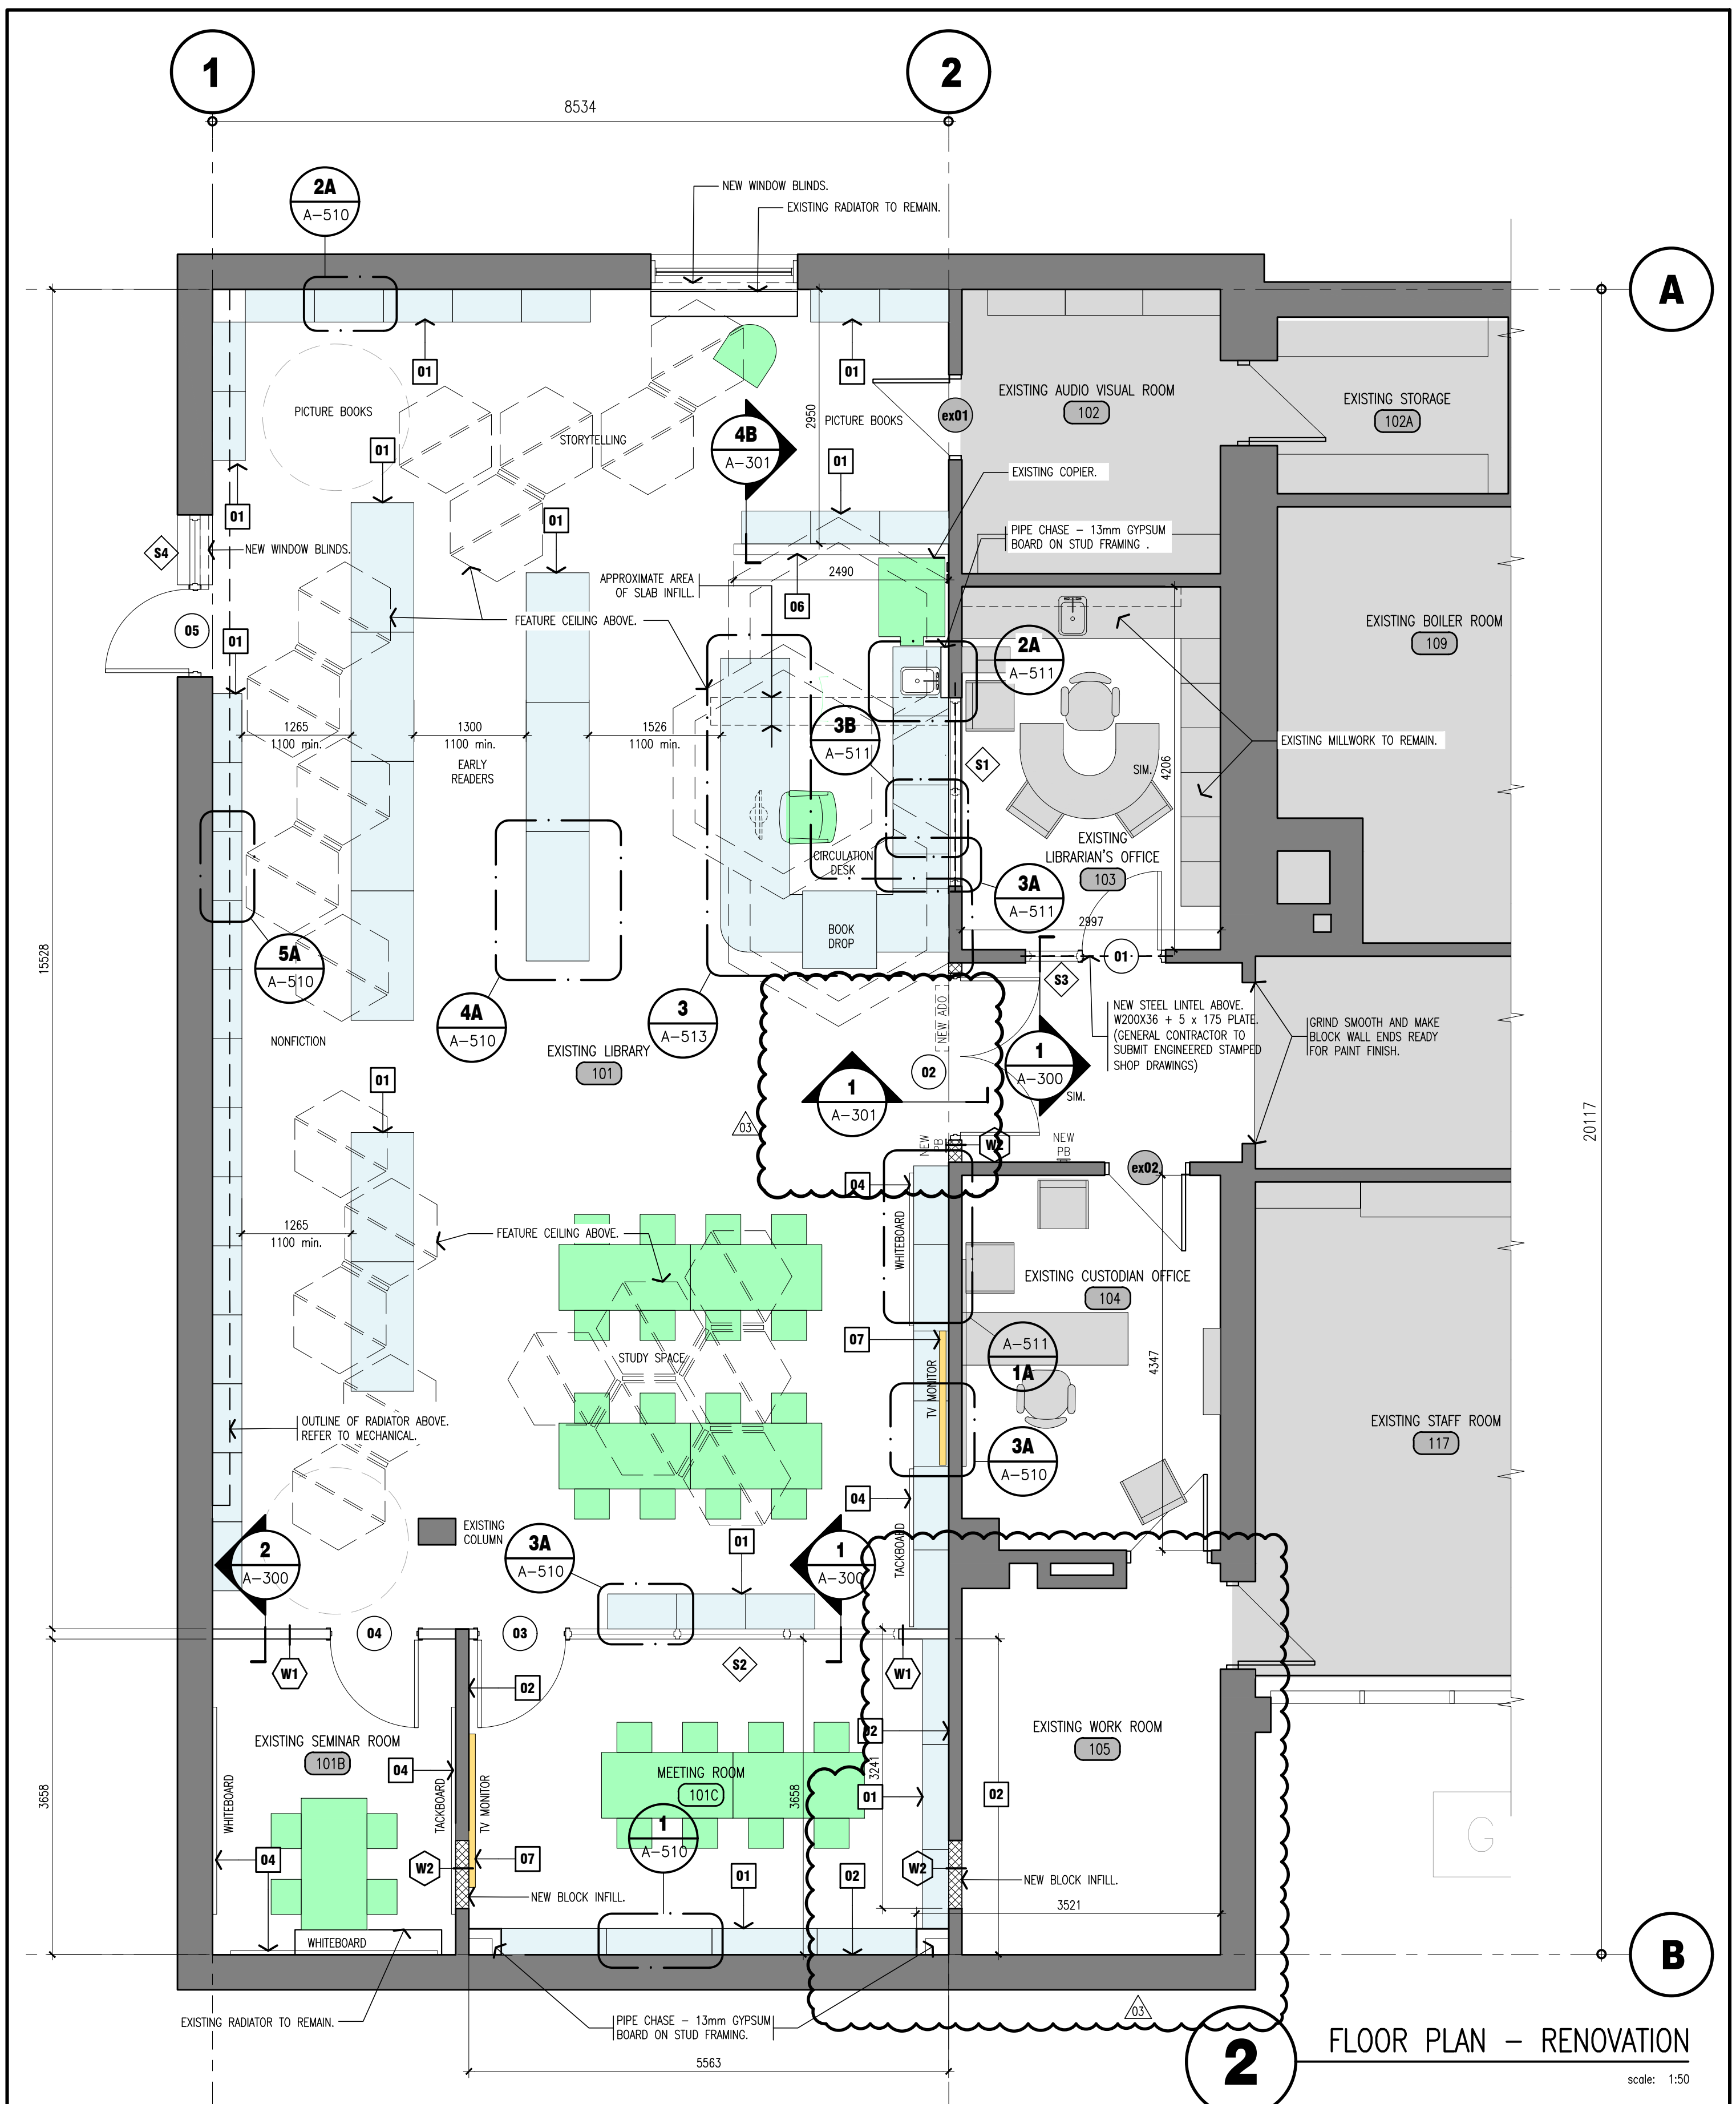 1
2
8534
2A
A-510
NEW WINDOW BLINDS.
EXISTING RADIATOR TO REMAIN.
A
01
01
PICTURE BOOKS
STORYTELLING
2950
PICTURE BOOKS
4B
A-301
ex01
EXISTING AUDIO VISUAL ROOM
102
EXISTING STORAGE
102A
01
01
01
01
EXISTING COPIER.
PIPE CHASE - 13mm GYPSUM
BOARD ON STUD FRAMING .
S4
NEW WINDOW BLINDS.
APPROXIMATE AREA
OF SLAB INFILL.
2490
06
FEATURE CEILING ABOVE.
05
01
2A
A-511
EXISTING BOILER ROOM
109
1265
1100 min.
1300
1100 min.
1526
1100 min.
EARLY
READERS
3B
A-511
S1
SIM.
4206
EXISTING MILLWORK TO REMAIN.
CIRCULATION
DESK
EXISTING
LIBRARIAN'S OFFICE
103
3A
A-511
2997
BOOK
DROP
15528
5A
A-510
4A
A-510
3
A-513
01
S3
NEW ADO
NEW STEEL LINTEL ABOVE.
W200X36 + 5 x 175 PLATE.
(GENERAL CONTRACTOR TO
SUBMIT ENGINEERED STAMPED
SHOP DRAWINGS)
GRIND SMOOTH AND MAKE
BLOCK WALL ENDS READY
FOR PAINT FINISH.
NONFICTION
EXISTING LIBRARY
101
01
02
1
A-300
SIM.
1
A-301
03
NEW
PB
W2
NEW
PB
20117
04
ex02
WHITEBOARD
1265
1100 min.
FEATURE CEILING ABOVE.
EXISTING CUSTODIAN OFFICE
104
07
A-511
1A
4347
STUDY SPACE
TV MONITOR
OUTLINE OF RADIATOR ABOVE.
REFER TO MECHANICAL.
EXISTING STAFF ROOM
117
3A
A-510
04
TACKBOARD
EXISTING
COLUMN
2
A-300
3A
A-510
01
1
A-300
04
03
W1
S2
W1
02
EXISTING SEMINAR ROOM
101B
02
EXISTING WORK ROOM
105
3658
WHITEBOARD
04
TACKBOARD
TV MONITOR
MEETING ROOM
101C
3658
3241
01
02
1
A-510
04
W2
07
01
02
W2
NEW BLOCK INFILL.
NEW BLOCK INFILL.
3521
G
WHITEBOARD
B
EXISTING RADIATOR TO REMAIN.
PIPE CHASE - 13mm GYPSUM
BOARD ON STUD FRAMING.
03
5563
2
FLOOR PLAN - RENOVATION
scale: 1:50